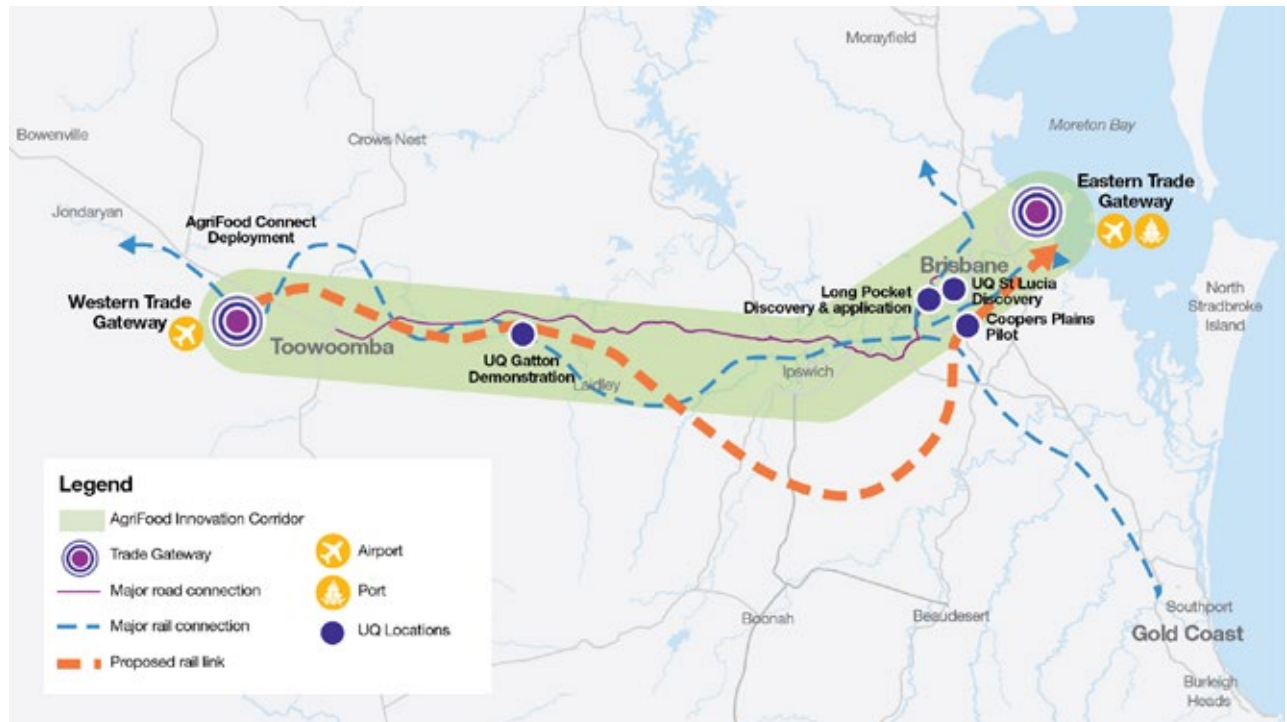 Morayfield
Bowenville
Crows Nest
Moreton Bay
Jondaryan
AgriFood Connect
Deployment
Eastern Trade
Gateway
Western Trade
Gateway
Toowoomba
Brisbane
Long Pocket
Discovery & application
UQ St Lucia
Discovery
Coopers Plains
Pilot
North
Stradbroke
Island
UQ Gatton
Demonstration
Laidley
Ipswich
Boonah
Beaudesert
Southport
Gold Coast
Burleigh
Heads
Legend
AgriFood Innovation Corridor
Trade Gateway
Major road connection
Major rail connection
Proposed rail link
Airport
Port
UQ Locations